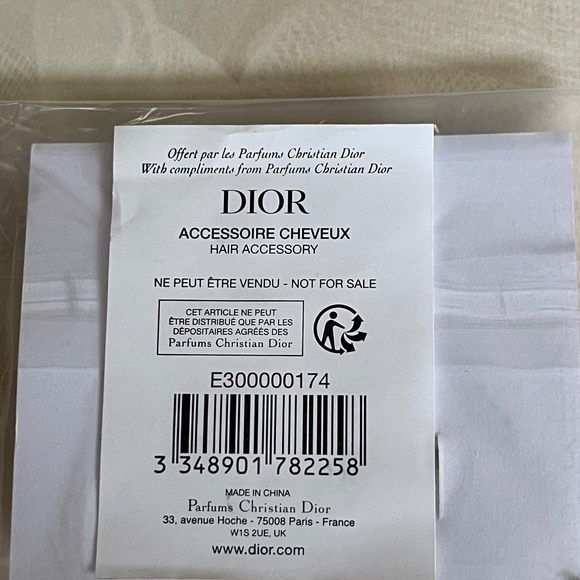 Offert par les Parfums Christian Dior
With compliments from Parfums Christian Dior
DIOR
ACCESSOIRE CHEVEUX
HAIR ACCESSORY
NE PEUT ÊTRE VENDU - NOT FOR SALE
CET ARTICLE NE PEUT
ÊTRE DISTRIBUÉ QUE PAR LES
DÉPOSITAIRES AGRÉÉS DES
Parfums Christian Dior
E300000174
3 348901 782258
MADE IN CHINA
Parfums Christian Dior
33, avenue Hoche - 75008 Paris - France
W1S 2UE, UK
www.dior.com